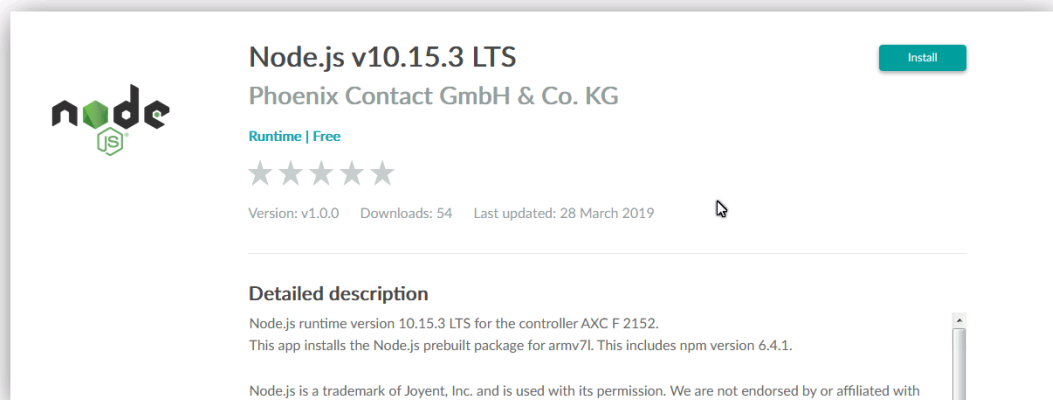 Node.js v10.15.3 LTS
Install
Phoenix Contact GmbH & Co. KG
node
JS
Runtime | Free
Version: v1.0.0 Downloads: 54 Last updated: 28 March 2019
Detailed description
Node.js runtime version 10.15.3 LTS for the controller AXC F 2152.
This app installs the Node.js prebuilt package for armv7l. This includes npm version 6.4.1.
Node.js is a trademark of Joyent, Inc. and is used with its permission. We are not endorsed by or affiliated with